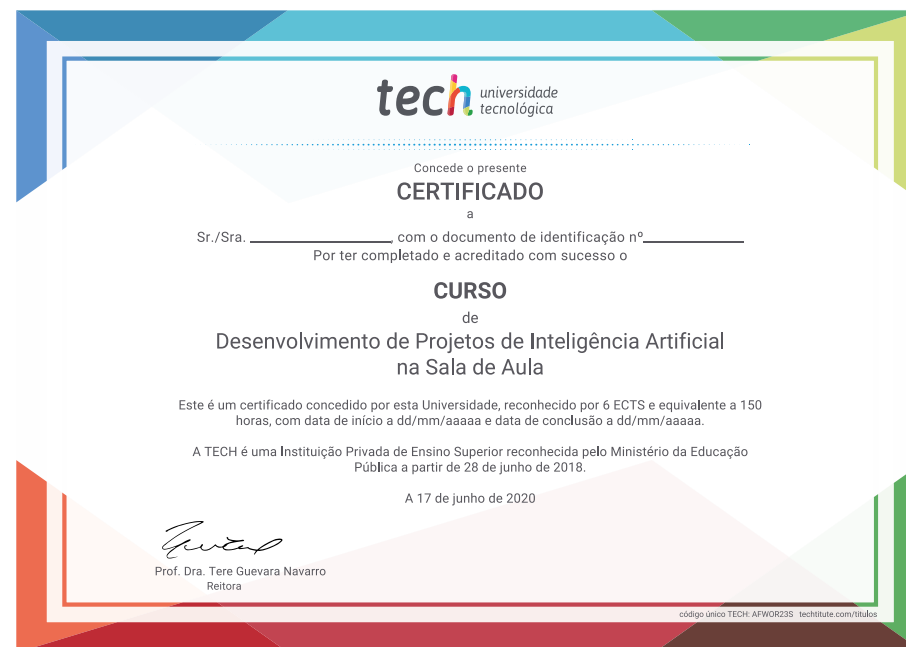 tech universidade
tecnológica
Concede o presente
CERTIFICADO
a
Sr./Sra. ____________________, com o documento de identificação nº______________
Por ter completado e acreditado com sucesso o
CURSO
de
Desenvolvimento de Projetos de Inteligência Artificial
na Sala de Aula
Este é um certificado concedido por esta Universidade, reconhecido por 6 ECTS e equivalente a 150
horas, com data de início a dd/mm/aaaaa e data de conclusão a dd/mm/aaaaa.
A TECH é uma Instituição Privada de Ensino Superior reconhecida pelo Ministério da Educação
Pública a partir de 28 de junho de 2018.
A 17 de junho de 2020
Prof. Dra. Tere Guevara Navarro
Reitora
código único TECH: AFWOR23S techtitute.com/titulos